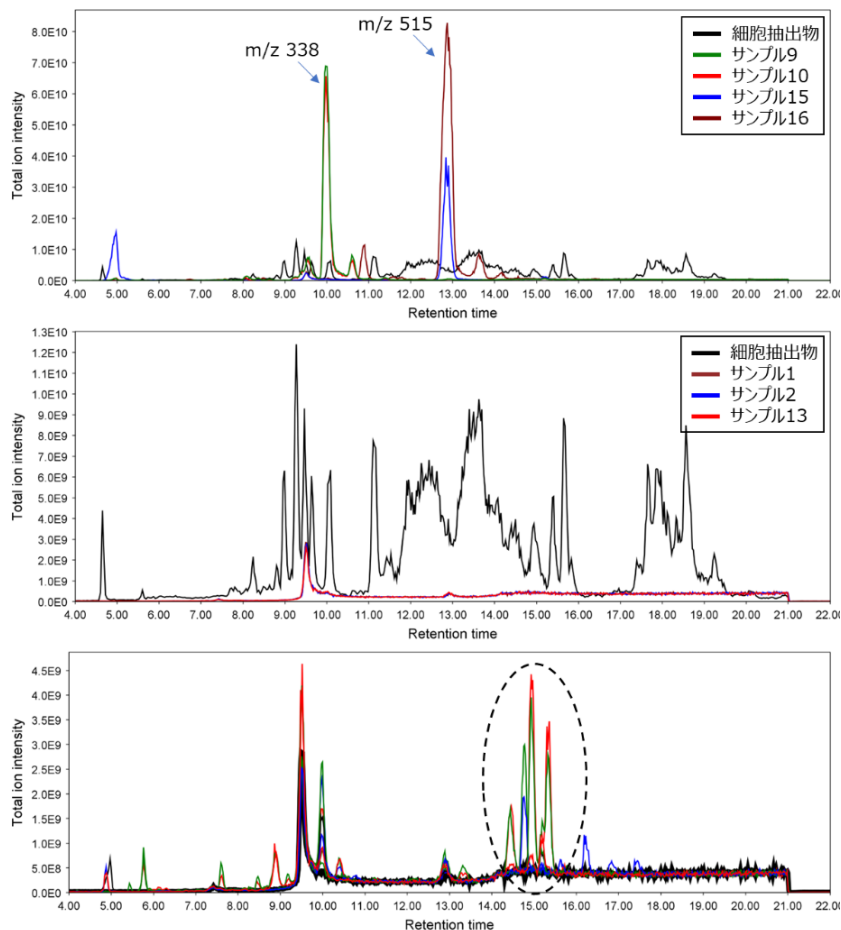 m/z 338
m/z 515
細胞抽出物
サンプル9
サンプル10
サンプル15
サンプル16
Total ion intensity
8.0E10
7.0E10
6.0E10
5.0E10
4.0E10
3.0E10
2.0E10
1.0E10
0.0E0
4.00 5.00 6.00 7.00 8.00 9.00 10.00 11.00 12.00 13.00 14.00 15.00 16.00 17.00 18.00 19.00 20.00 21.00 22.00
Retention time
細胞抽出物
サンプル1
サンプル2
サンプル13
Total ion intensity
1.3E10
1.2E10
1.1E10
1.0E10
9.0E9
8.0E9
7.0E9
6.0E9
5.0E9
4.0E9
3.0E9
2.0E9
1.0E9
0.0E0
4.00 5.00 6.00 7.00 8.00 9.00 10.00 11.00 12.00 13.00 14.00 15.00 16.00 17.00 18.00 19.00 20.00 21.00 22.00
Retention time
Total ion intensity
4.5E9
4.0E9
3.5E9
3.0E9
2.5E9
2.0E9
1.5E9
1.0E9
5.0E8
0.0E0
4.00 5.00 6.00 7.00 8.00 9.00 10.00 11.00 12.00 13.00 14.00 15.00 16.00 17.00 18.00 19.00 20.00 21.00 22.00
Retention time